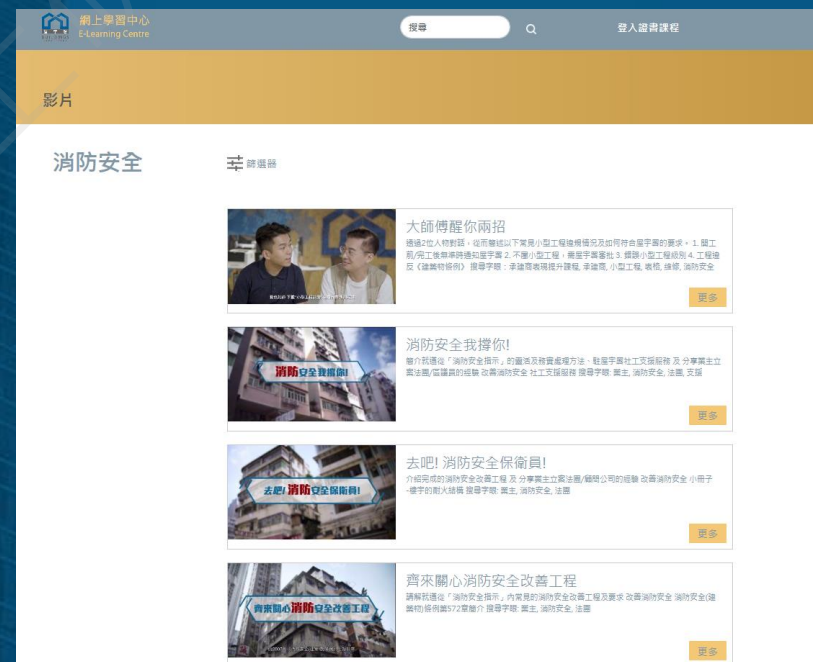 網上學習中心
E-Learning Centre
搜尋
登入證書課程
影片
消防安全
篩選器
大師傅醒你兩招
通過2位人物對話，從而簡述以下常見小型工程違規情況及如何符合屋宇署的要求。 1. 開工
前/完工後無準時通知屋宇署 2. 不屬小型工程，需屋宇署審批 3. 錯誤小型工程級別 4. 工程違
反《建築物條例》 搜尋字眼：承建商表現提升課程, 承建商, 小型工程, 表格, 維修, 消防安全
更多
消防安全我撐你!
簡介就遵從「消防安全指示」的靈活及務實處理方法、駐屋宇署社工支援服務 及 分享業主立
案法團/區議員的經驗 改善消防安全 社工支援服務 搜尋字眼: 業主, 消防安全, 法團, 支援
更多
消防安全我撐你!
去吧! 消防安全保衛員!
介紹完成的消防安全改善工程 及 分享業主立案法團/顧問公司的經驗 改善消防安全 小冊子
-樓宇的耐火結構 搜尋字眼: 業主, 消防安全, 法團
更多
去吧! 消防安全保衛員!
齊來關心消防安全改善工程
講解就遵從「消防安全指示」內常見的消防安全改善工程及要求 改善消防安全 消防安全(建
築物)條例第572章簡介 搜尋字眼: 業主, 消防安全, 法團
更多
齊來關心消防安全改善工程